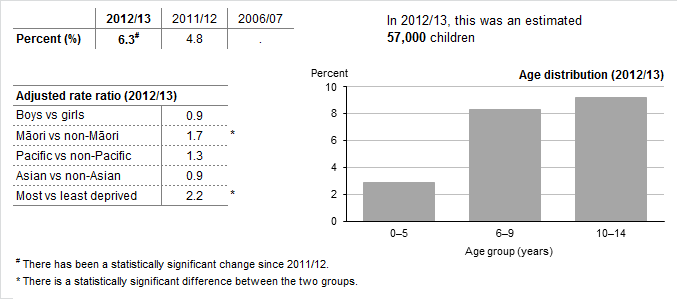 2012/13 2011/12 2006/07
Percent (%) 6.3# 4.8 .
In 2012/13, this was an estimated
57,000 children
Adjusted rate ratio (2012/13)
Boys vs girls 0.9
Māori vs non-Māori 1.7 *
Pacific vs non-Pacific 1.3
Asian vs non-Asian 0.9
Most vs least deprived 2.2 *
Percent Age distribution (2012/13)
10
8
6
4
2
0
0–5 6–9 10–14
Age group (years)
# There has been a statistically significant change since 2011/12.
* There is a statistically significant difference between the two groups.